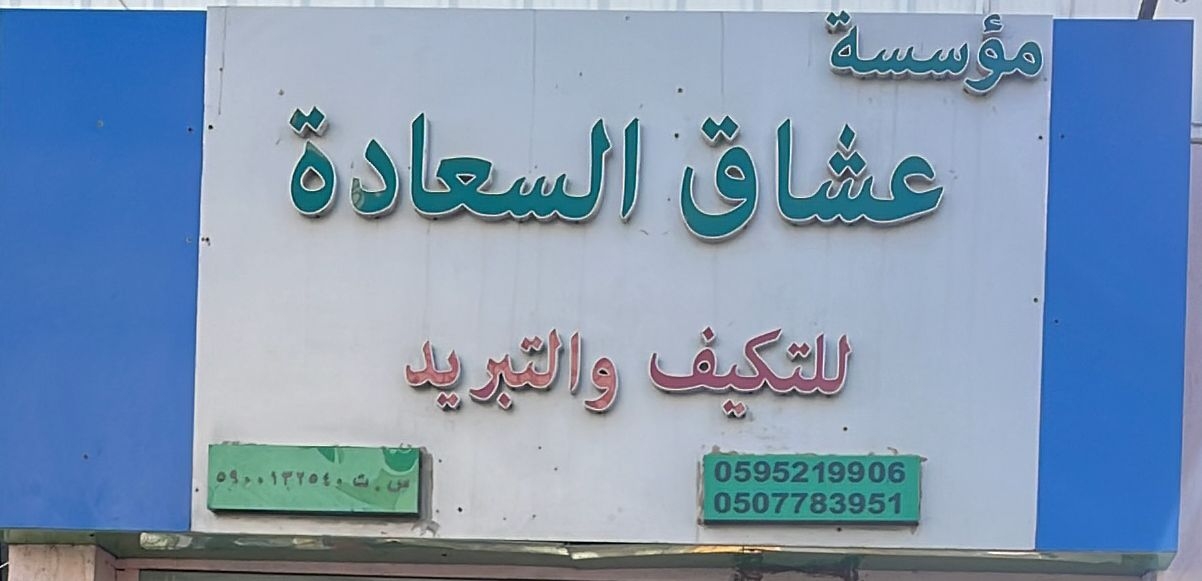 مؤسسة
عشاق السعادة
للتكيف والتبريد
0595219906
0507783951
س.ت ٥٩٠٠١٣٢٥٤٠